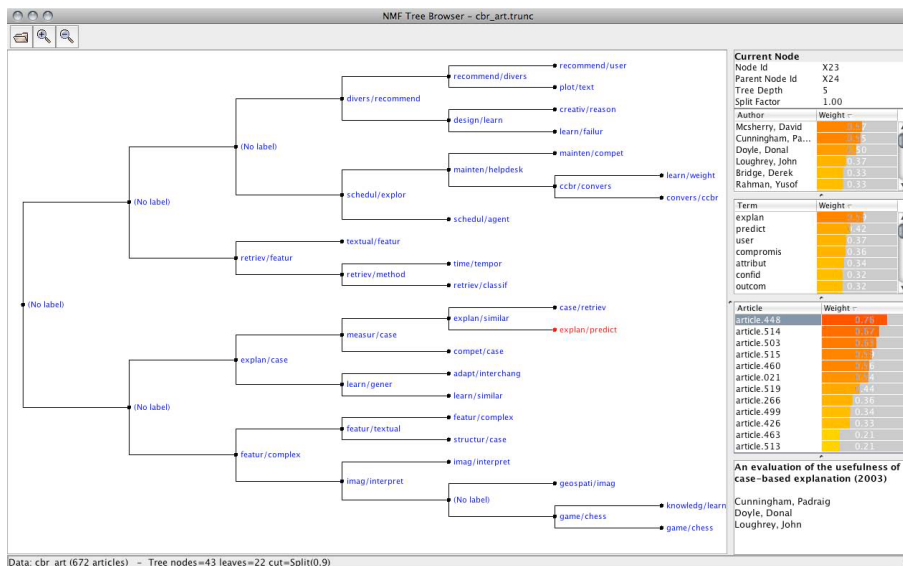 NMF Tree Browser - cbr_art.trunc
recommend/user
recommend/divers
plot/text
divers/recommend
creativ/reason
design/learn
learn/failur
(No label)
mainten/compet
mainten/helpdesk
learn/weight
ccbr/convers
convers/ccbr
schedul/explor
schedul/agent
(No label)
textual/featur
retriev/featur
time/tempor
retriev/method
retriev/classif
(No label)
case/retriev
explan/similar
explan/predict
measur/case
compet/case
explan/case
adapt/interchang
learn/gener
learn/similar
(No label)
featur/complex
featur/textual
structur/case
featur/complex
imag/interpret
imag/interpret
geospati/imag
(No label)
knowledg/learn
game/chess
game/chess
Current Node
Node Id X23
Parent Node Id X24
Tree Depth 5
Split Factor 1.00
Author Weight
Mcsherry, David
Cunningham, Pa...
Doyle, Donal
Loughrey, John 0.37
Bridge, Derek 0.33
Rahman, Yusof 0.33
Term Weight
explan
predict 0.42
user 0.37
compromis 0.36
attribut 0.34
confid 0.32
outcom 0.32
Article Weight
article.448 0.76
article.514 0.67
article.503
article.515
article.460
article.021
article.519 0.44
article.266 0.36
article.499 0.34
article.426 0.33
article.463 0.21
article.513 0.21
An evaluation of the usefulness of
case-based explanation (2003)
Cunningham, Padraig
Doyle, Donal
Loughrey, John
Data: cbr_art (672 articles) - Tree nodes=43 leaves=22 cut=Split(0.9)